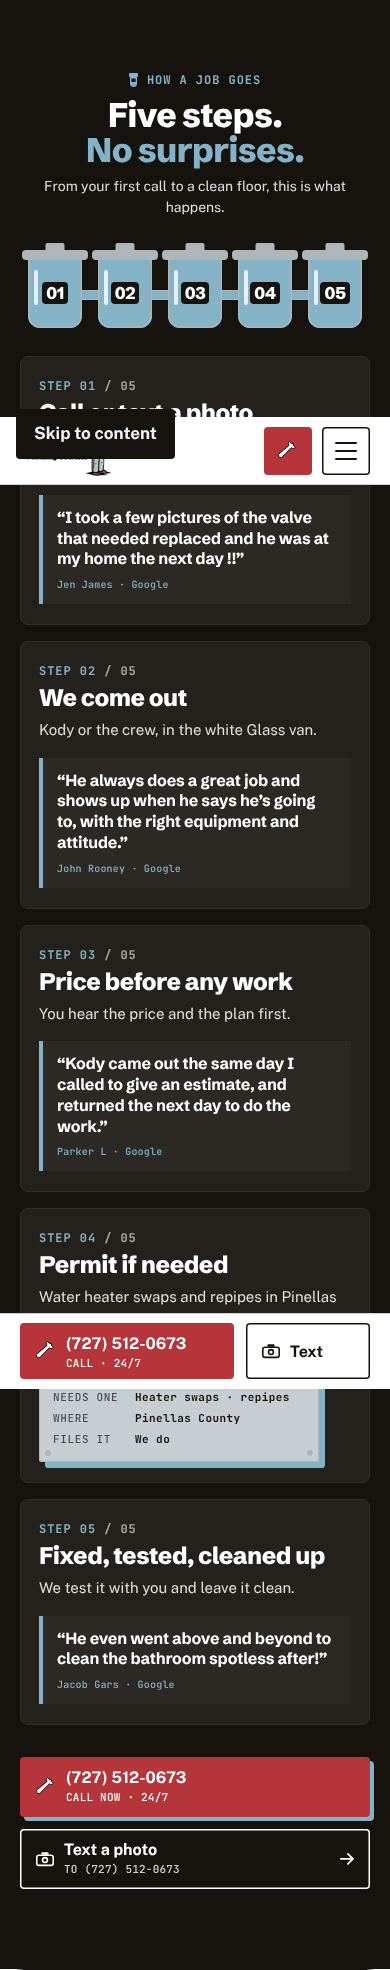 HOW A JOB GOES
Five steps.
No surprises.
From your first call to a clean floor, this is what
happens.
01 02 03 04 05
STEP 01 / 05
a photo
Skip to content
“I took a few pictures of the valve
that needed replaced and he was at
my home the next day !!”
Jen James · Google
STEP 02 / 05
We come out
Kody or the crew, in the white Glass van.
“He always does a great job and
shows up when he says he’s going
to, with the right equipment and
attitude.”
John Rooney · Google
STEP 03 / 05
Price before any work
You hear the price and the plan first.
“Kody came out the same day I
called to give an estimate, and
returned the next day to do the
work.”
Parker L · Google
STEP 04 / 05
Permit if needed
Water heater swaps and repipes in Pinellas
(727) 512-0673
CALL · 24/7
Text
NEEDS ONE Heater swaps · repipes
WHERE Pinellas County
FILES IT We do
STEP 05 / 05
Fixed, tested, cleaned up
We test it with you and leave it clean.
“He even went above and beyond to
clean the bathroom spotless after!”
Jacob Gars · Google
(727) 512-0673
CALL NOW · 24/7
Text a photo
TO (727) 512-0673